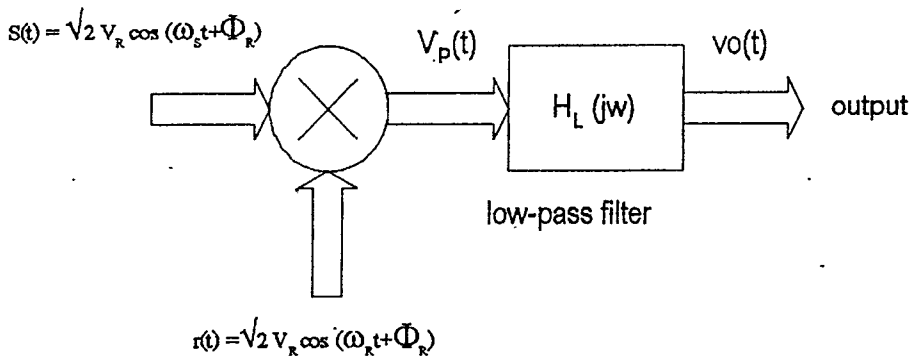 S(t) = √2 V_R cos (ω_S t+Φ_R)
V_p(t)
vo(t)
H_L (jw)
output
low-pass filter
r(t) = √2 V_R cos (ω_R t+Φ_R)